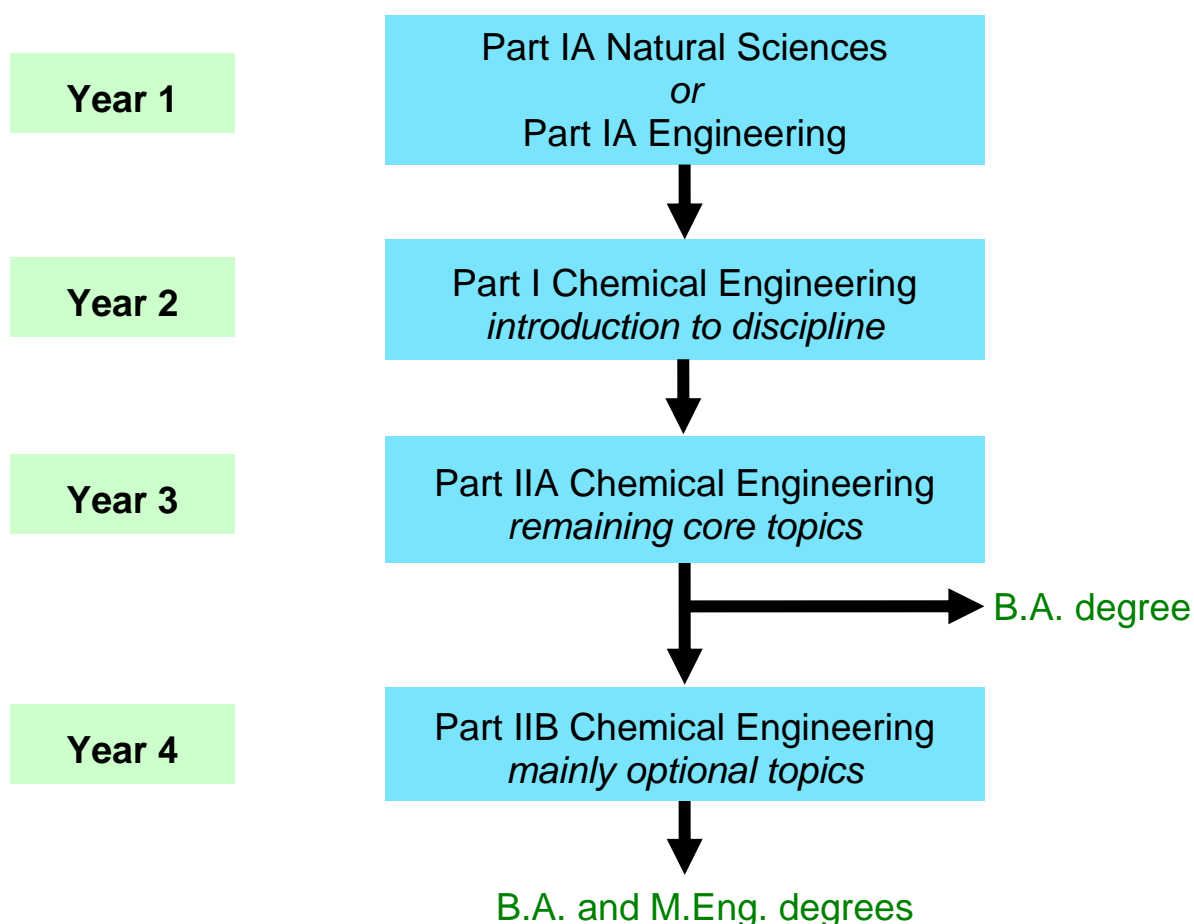 Year 1
Part IA Natural Sciences
or
Part IA Engineering
Year 2
Part I Chemical Engineering
introduction to discipline
Year 3
Part IIA Chemical Engineering
remaining core topics
B.A. degree
Year 4
Part IIB Chemical Engineering
mainly optional topics
B.A. and M.Eng. degrees